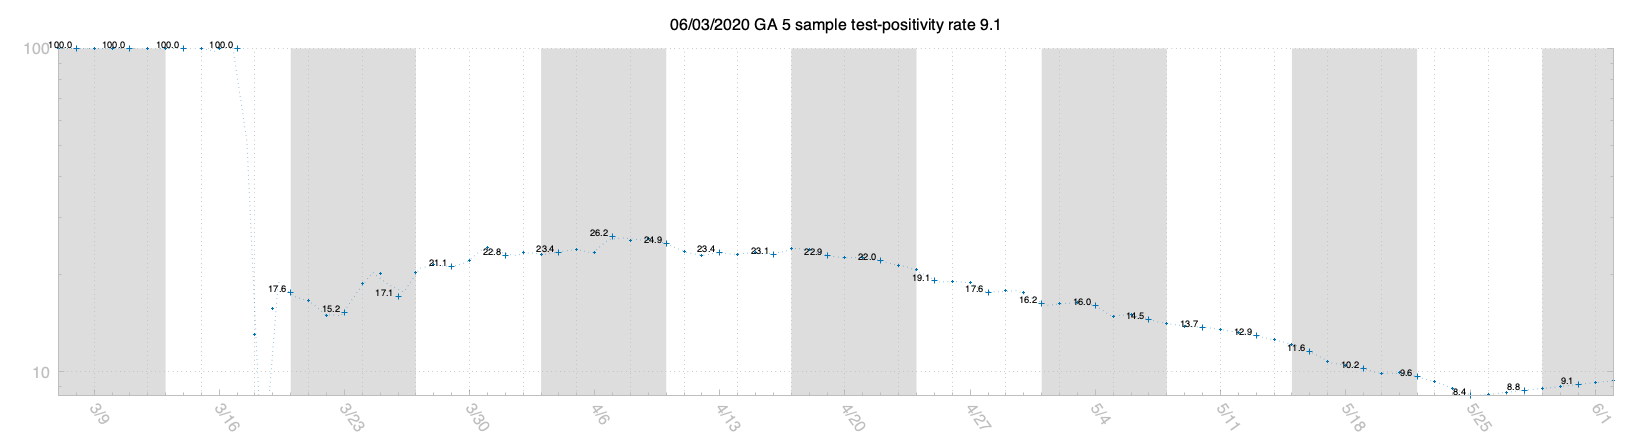 06/03/2020 GA 5 sample test-positivity rate 9.1
100
100.0 100.0 100.0 100.0
17.6 15.2 17.1 21.1 22.8 23.4 26.2 24.9 23.4 23.1 22.9 22.0 19.1 17.6 16.2 16.0 14.5 13.7 12.9 11.6 10.2 9.6 8.4 8.8 9.1
10
3/9 3/16 3/23 3/30 4/6 4/13 4/20 4/27 5/4 5/11 5/18 5/25 6/1